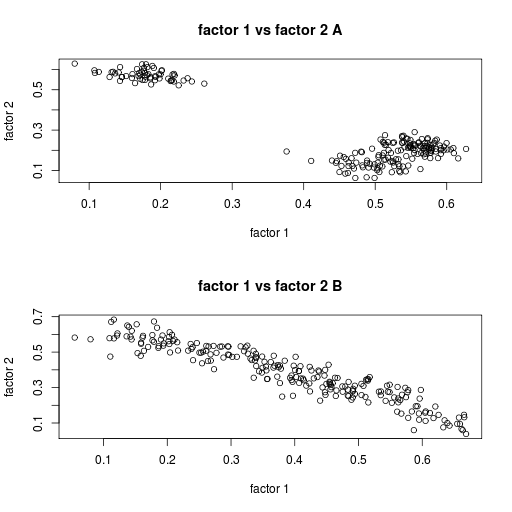 factor 1 vs factor 2 A
factor 2
0.1 0.3 0.5
0.1 0.2 0.3 0.4 0.5 0.6
factor 1
factor 1 vs factor 2 B
factor 2
0.1 0.3 0.5 0.7
0.1 0.2 0.3 0.4 0.5 0.6
factor 1